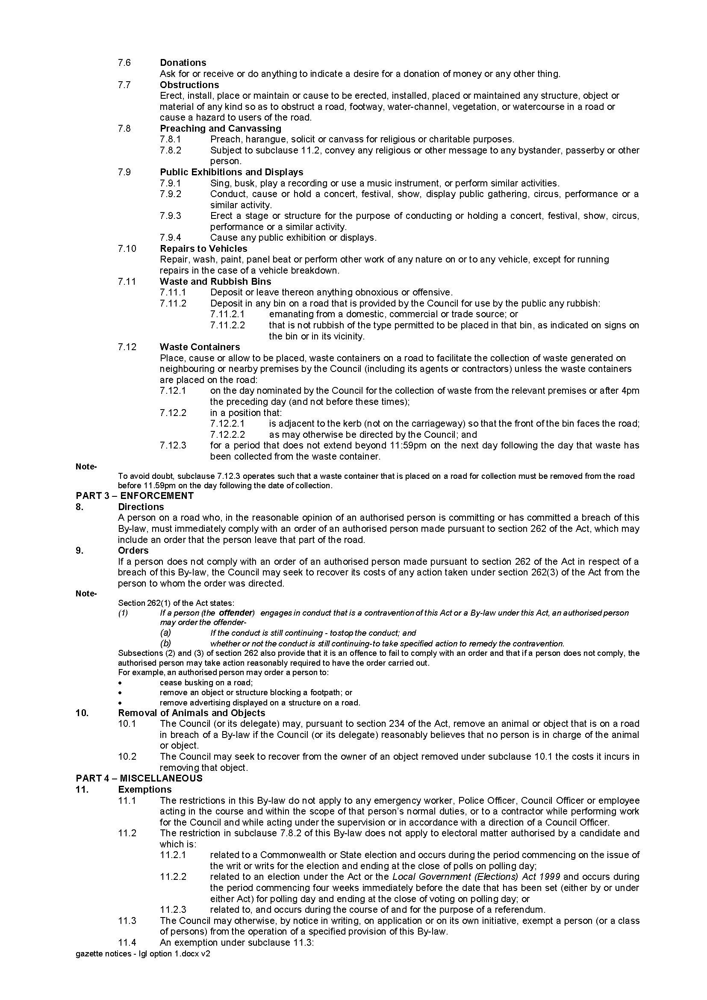 7.6 Donations
Ask for or receive or do anything to indicate a desire for a donation of money or any other thing.
7.7 Obstructions
Erect, install, place or maintain or cause to be erected, installed, placed or maintained any structure, object or
material of any kind so as to obstruct a road, footway, water-channel, vegetation, or watercourse in a road or
cause a hazard to users of the road.
7.8 Preaching and Canvassing
7.8.1 Preach, harangue, solicit or canvass for religious or charitable purposes.
7.8.2 Subject to subclause 11.2, convey any religious or other message to any bystander, passerby or other
person.
7.9 Public Exhibitions and Displays
7.9.1 Sing, busk, play a recording or use a music instrument, or perform similar activities.
7.9.2 Conduct, cause or hold a concert, festival, show, display public gathering, circus, performance or a
similar activity.
7.9.3 Erect a stage or structure for the purpose of conducting or holding a concert, festival, show, circus,
performance or a similar activity.
7.9.4 Cause any public exhibition or displays.
7.10 Repairs to Vehicles
Repair, wash, paint, panel beat or perform other work of any nature on or to any vehicle, except for running
repairs in the case of a vehicle breakdown.
7.11 Waste and Rubbish Bins
7.11.1 Deposit or leave thereon anything obnoxious or offensive.
7.11.2 Deposit in any bin on a road that is provided by the Council for use by the public any rubbish:
7.11.2.1 emanating from a domestic, commercial or trade source; or
7.11.2.2 that is not rubbish of the type permitted to be placed in that bin, as indicated on signs on
the bin or in its vicinity.
7.12 Waste Containers
Place, cause or allow to be placed, waste containers on a road to facilitate the collection of waste generated on
neighbouring or nearby premises by the Council (including its agents or contractors) unless the waste containers
are placed on the road:
7.12.1 on the day nominated by the Council for the collection of waste from the relevant premises or after 4pm
the preceding day (and not before these times);
7.12.2 in a position that:
7.12.2.1 is adjacent to the kerb (not on the carriageway) so that the front of the bin faces the road;
7.12.2.2 as may otherwise be directed by the Council; and
7.12.3 for a period that does not extend beyond 11:59pm on the next day following the day that waste has
been collected from the waste container.
Note-
To avoid doubt, subclause 7.12.3 operates such that a waste container that is placed on a road for collection must be removed from the road
before 11.59pm on the day following the date of collection.
PART 3 – ENFORCEMENT
8. Directions
A person on a road who, in the reasonable opinion of an authorised person is committing or has committed a breach of this
By-law, must immediately comply with an order of an authorised person made pursuant to section 262 of the Act, which may
include an order that the person leave that part of the road.
9. Orders
If a person does not comply with an order of an authorised person made pursuant to section 262 of the Act in respect of a
breach of this By-law, the Council may seek to recover its costs of any action taken under section 262(3) of the Act from the
person to whom the order was directed.
Note-
Section 262(1) of the Act states:
(1) If a person (the offender) engages in conduct that is a contravention of this Act or a By-law under this Act, an authorised person
may order the offender-
(a) If the conduct is still continuing - tostop the conduct; and
(b) whether or not the conduct is still continuing-to take specified action to remedy the contravention.
Subsections (2) and (3) of section 262 also provide that it is an offence to fail to comply with an order and that if a person does not comply, the
authorised person may take action reasonably required to have the order carried out.
For example, an authorised person may order a person to:
• cease busking on a road;
• remove an object or structure blocking a footpath; or
• remove advertising displayed on a structure on a road.
10. Removal of Animals and Objects
10.1 The Council (or its delegate) may, pursuant to section 234 of the Act, remove an animal or object that is on a road
in breach of a By-law if the Council (or its delegate) reasonably believes that no person is in charge of the animal
or object.
10.2 The Council may seek to recover from the owner of an object removed under subclause 10.1 the costs it incurs in
removing that object.
PART 4 – MISCELLANEOUS
11. Exemptions
11.1 The restrictions in this By-law do not apply to any emergency worker, Police Officer, Council Officer or employee
acting in the course and within the scope of that person’s normal duties, or to a contractor while performing work
for the Council and while acting under the supervision or in accordance with a direction of a Council Officer.
11.2 The restriction in subclause 7.8.2 of this By-law does not apply to electoral matter authorised by a candidate and
which is:
11.2.1 related to a Commonwealth or State election and occurs during the period commencing on the issue of
the writ or writs for the election and ending at the close of polls on polling day;
11.2.2 related to an election under the Act or the Local Government (Elections) Act 1999 and occurs during
the period commencing four weeks immediately before the date that has been set (either by or under
either Act) for polling day and ending at the close of voting on polling day; or
11.2.3 related to, and occurs during the course of and for the purpose of a referendum.
11.3 The Council may otherwise, by notice in writing, on application or on its own initiative, exempt a person (or a class
of persons) from the operation of a specified provision of this By-law.
11.4 An exemption under subclause 11.3:
gazette notices - lgl option 1.docx v2